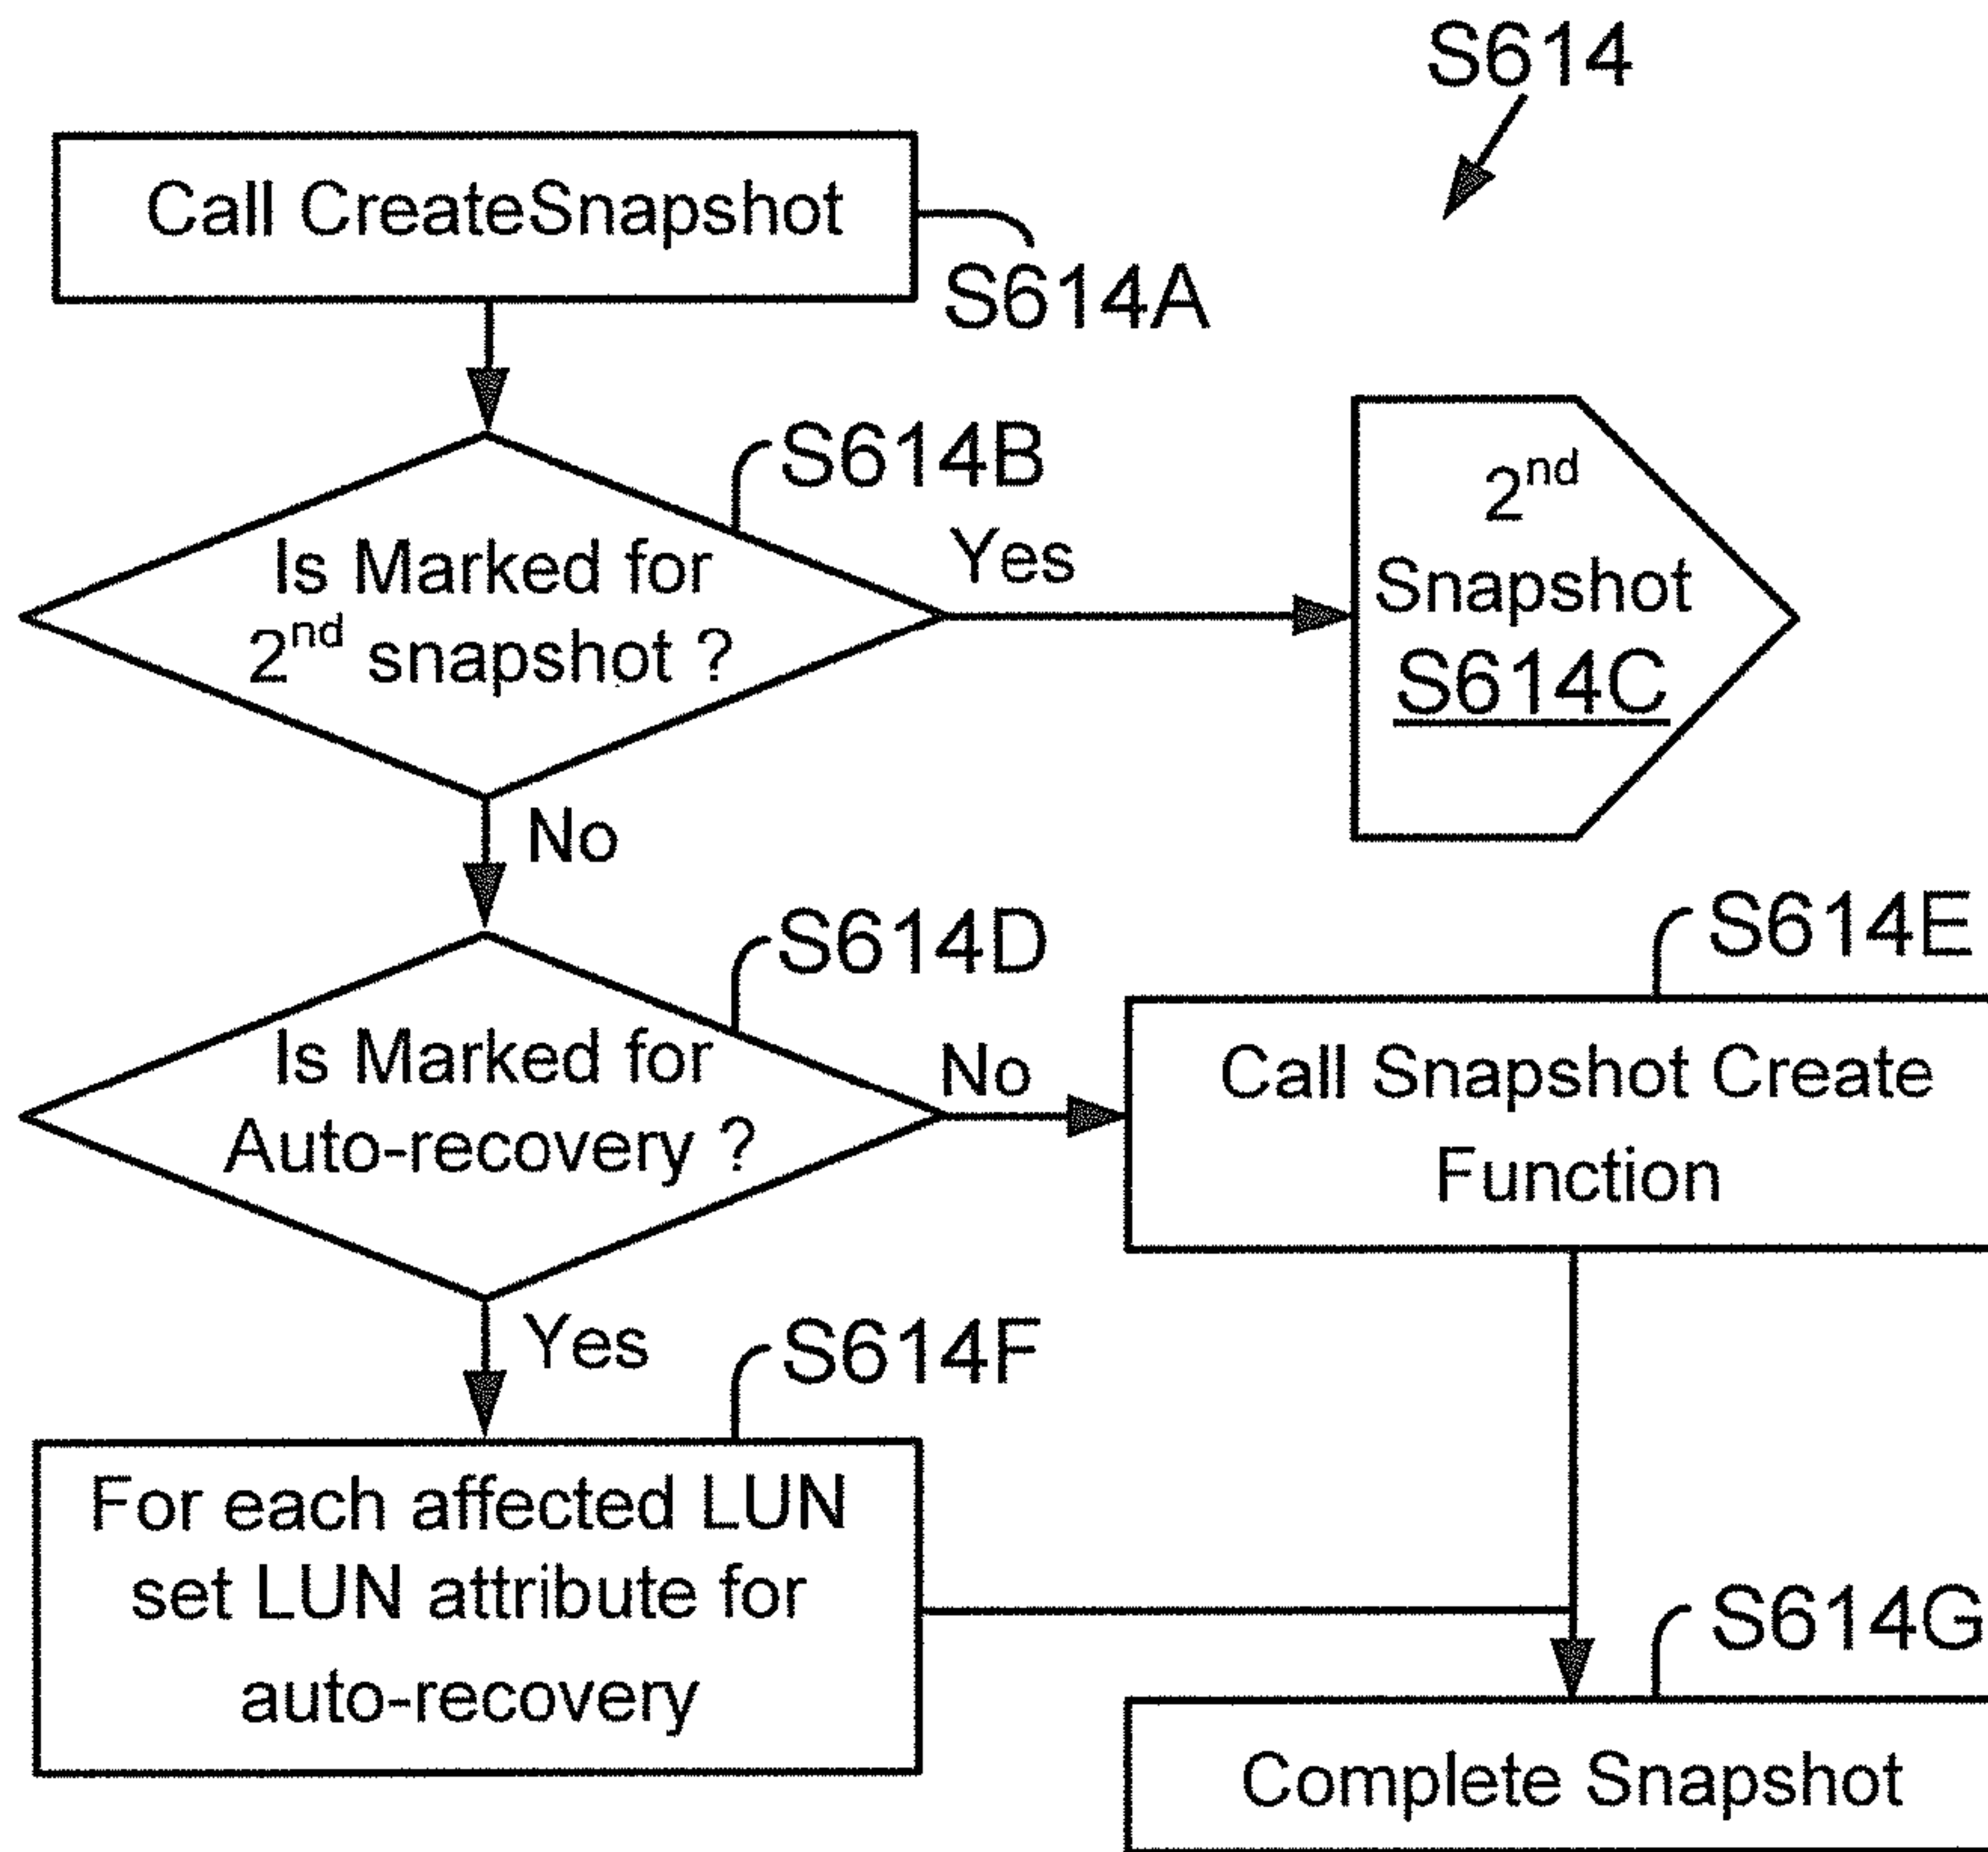 S614
Call CreateSnapshot
S614A
S614B
Is Marked for
2nd snapshot ?
Yes
2nd
Snapshot
S614C
No
S614D
Is Marked for
Auto-recovery ?
No
S614E
Call Snapshot Create
Function
Yes
S614F
For each affected LUN
set LUN attribute for
auto-recovery
S614G
Complete Snapshot